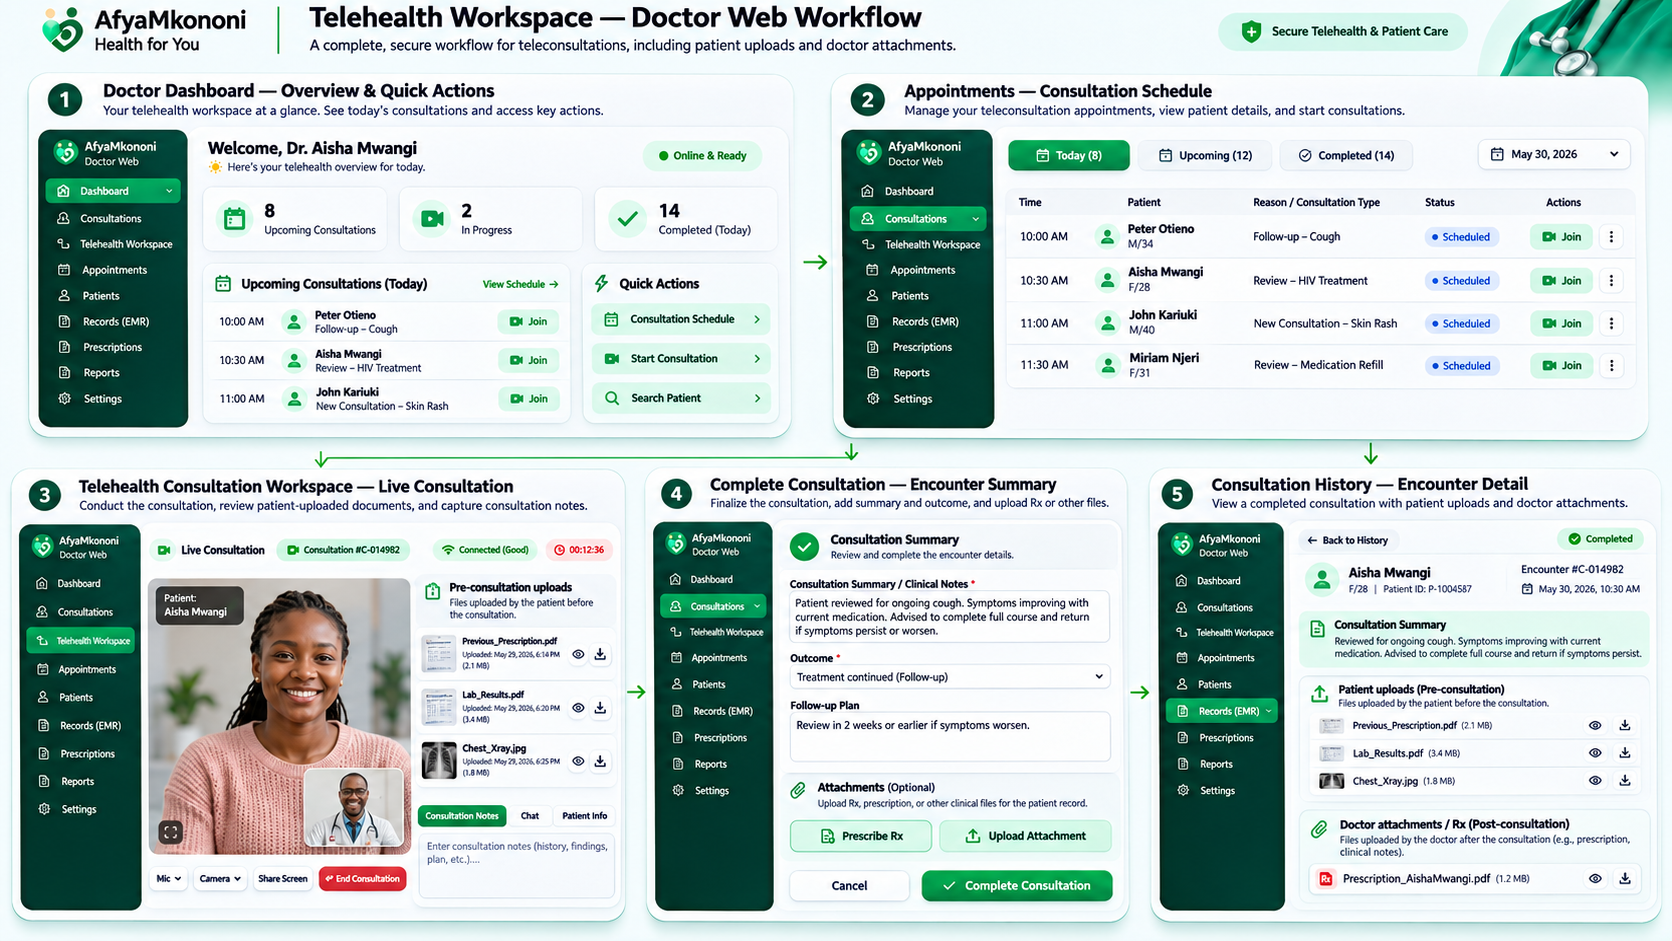 AfyaMkononi
Health for You
Telehealth Workspace — Doctor Web Workflow
A complete, secure workflow for teleconsultations, including patient uploads and doctor attachments.
Secure Telehealth & Patient Care
1
Doctor Dashboard — Overview & Quick Actions
Your telehealth workspace at a glance. See today's consultations and access key actions.
AfyaMkononi
Doctor Web
Dashboard
Consultations
Telehealth Workspace
Appointments
Patients
Records (EMR)
Prescriptions
Reports
Settings
Welcome, Dr. Aisha Mwangi
Here's your telehealth overview for today.
Online & Ready
8
Upcoming Consultations
2
In Progress
14
Completed (Today)
Upcoming Consultations (Today)
View Schedule →
10:00 AM
Peter Otieno
Follow-up – Cough
Join
10:30 AM
Aisha Mwangi
Review – HIV Treatment
Join
11:00 AM
John Kariuki
New Consultation – Skin Rash
Join
Quick Actions
Consultation Schedule
Start Consultation
Search Patient
2
Appointments — Consultation Schedule
Manage your teleconsultation appointments, view patient details, and start consultations.
AfyaMkononi
Doctor Web
Dashboard
Consultations
Telehealth Workspace
Appointments
Patients
Records (EMR)
Prescriptions
Reports
Settings
Today (8)
Upcoming (12)
Completed (14)
May 30, 2026
Time Patient Reason / Consultation Type Status Actions
10:00 AM Peter Otieno Follow-up – Cough Scheduled Join
M/34
10:30 AM Aisha Mwangi Review – HIV Treatment Scheduled Join
F/28
11:00 AM John Kariuki New Consultation – Skin Rash Scheduled Join
M/40
11:30 AM Miriam Njeri Review – Medication Refill Scheduled Join
F/31
3
Telehealth Consultation Workspace — Live Consultation
Conduct the consultation, review patient-uploaded documents, and capture consultation notes.
AfyaMkononi
Doctor Web
Dashboard
Consultations
Telehealth Workspace
Appointments
Patients
Records (EMR)
Prescriptions
Reports
Settings
Live Consultation
Consultation #C-014982
Connected (Good)
00:12:36
Patient:
Aisha Mwangi
Mic
Camera
Share Screen
End Consultation
Pre-consultation uploads
Files uploaded by the patient before
the consultation.
Previous_Prescription.pdf
Uploaded: May 29, 2026, 6:14 PM
(2.1 MB)
Lab_Results.pdf
Uploaded: May 29, 2026, 6:20 PM
(3.4 MB)
Chest_Xray.jpg
Uploaded: May 29, 2026, 6:25 PM
(1.8 MB)
Consultation Notes
Chat
Patient Info
Enter consultation notes (history, findings,
plan, etc.)....
4
Complete Consultation — Encounter Summary
Finalize the consultation, add summary and outcome, and upload Rx or other files.
AfyaMkononi
Doctor Web
Dashboard
Consultations
Telehealth Workspace
Appointments
Patients
Records (EMR)
Prescriptions
Reports
Settings
Consultation Summary
Review and complete the encounter details.
Consultation Summary / Clinical Notes *
Patient reviewed for ongoing cough. Symptoms improving with
current medication. Advised to complete full course and return
if symptoms persist or worsen.
Outcome *
Treatment continued (Follow-up)
Follow-up Plan
Review in 2 weeks or earlier if symptoms worsen.
Attachments (Optional)
Upload Rx, prescription, or other clinical files for the patient record.
Prescribe Rx
Upload Attachment
Cancel
Complete Consultation
5
Consultation History — Encounter Detail
View a completed consultation with patient uploads and doctor attachments.
AfyaMkononi
Doctor Web
Dashboard
Consultations
Telehealth Workspace
Appointments
Patients
Records (EMR)
Prescriptions
Reports
Settings
← Back to History
Completed
Aisha Mwangi
F/28 | Patient ID: P-1004587
Encounter #C-014982
May 30, 2026, 10:30 AM
Consultation Summary
Reviewed for ongoing cough. Symptoms improving with current
medication. Advised to complete full course and return if symptoms persist.
Patient uploads (Pre-consultation)
Files uploaded by the patient before the consultation.
Previous_Prescription.pdf (2.1 MB)
Lab_Results.pdf (3.4 MB)
Chest_Xray.jpg (1.8 MB)
Doctor attachments / Rx (Post-consultation)
Files uploaded by the doctor after the consultation (e.g., prescription,
clinical notes).
Rx
Prescription_AishaMwangi.pdf (1.2 MB)